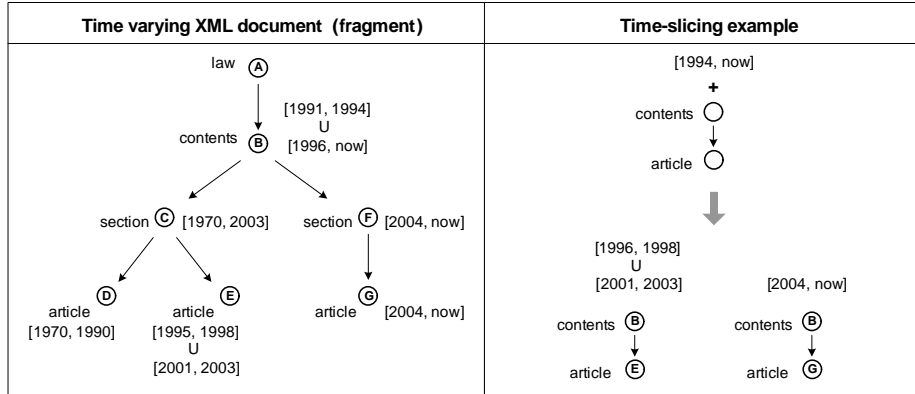 Time varying XML document (fragment)
Time-slicing example
law A
[1991, 1994]
U
contents B
[1996, now]
section C [1970, 2003]
section F [2004, now]
D
article
[1970, 1990]
E
article
[1995, 1998]
U
[2001, 2003]
article G [2004, now]
[1994, now]
+
contents
article
[1996, 1998]
U
[2001, 2003]
[2004, now]
contents B
contents B
article E
article G